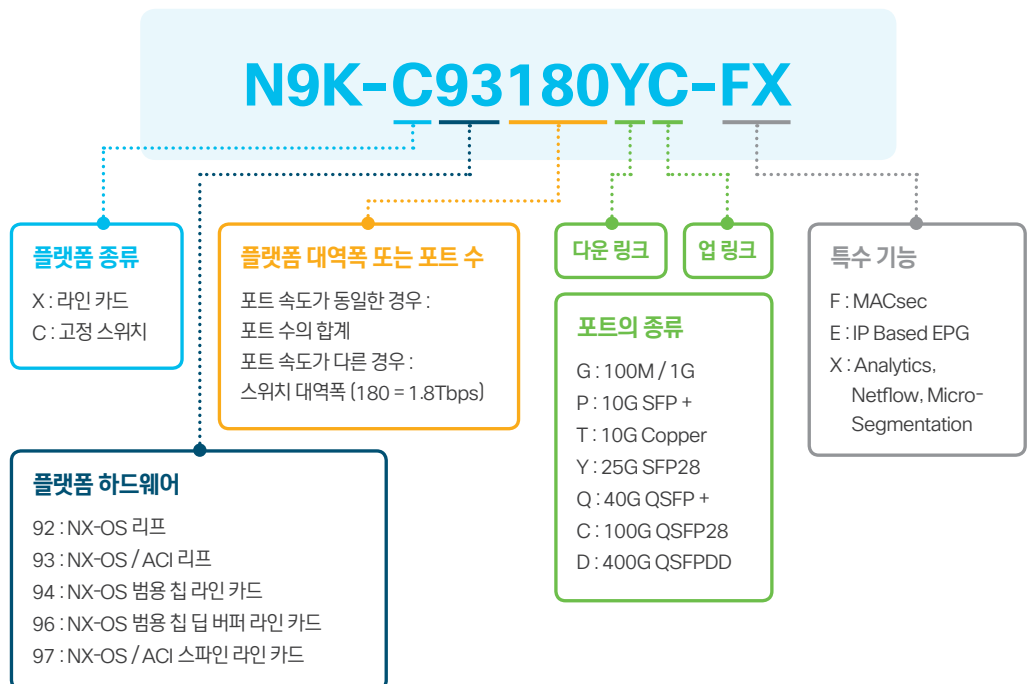 N9K-C93180YC-FX
플랫폼 종류
X : 라인 카드
C : 고정 스위치
플랫폼 대역폭 또는 포트 수
포트 속도가 동일한 경우 :
포트 수의 합계
포트 속도가 다른 경우 :
스위치 대역폭 (180 = 1.8Tbps)
다운 링크
업 링크
포트의 종류
G : 100M / 1G
P : 10G SFP +
T : 10G Copper
Y : 25G SFP28
Q : 40G QSFP +
C : 100G QSFP28
D : 400G QSFPDD
특수 기능
F : MACsec
E : IP Based EPG
X : Analytics,
Netflow, Micro-
Segmentation
플랫폼 하드웨어
92 : NX-OS 리프
93 : NX-OS / ACI 리프
94 : NX-OS 범용 칩 라인 카드
96 : NX-OS 범용 칩 딥 버퍼 라인 카드
97 : NX-OS / ACI 스파인 라인 카드